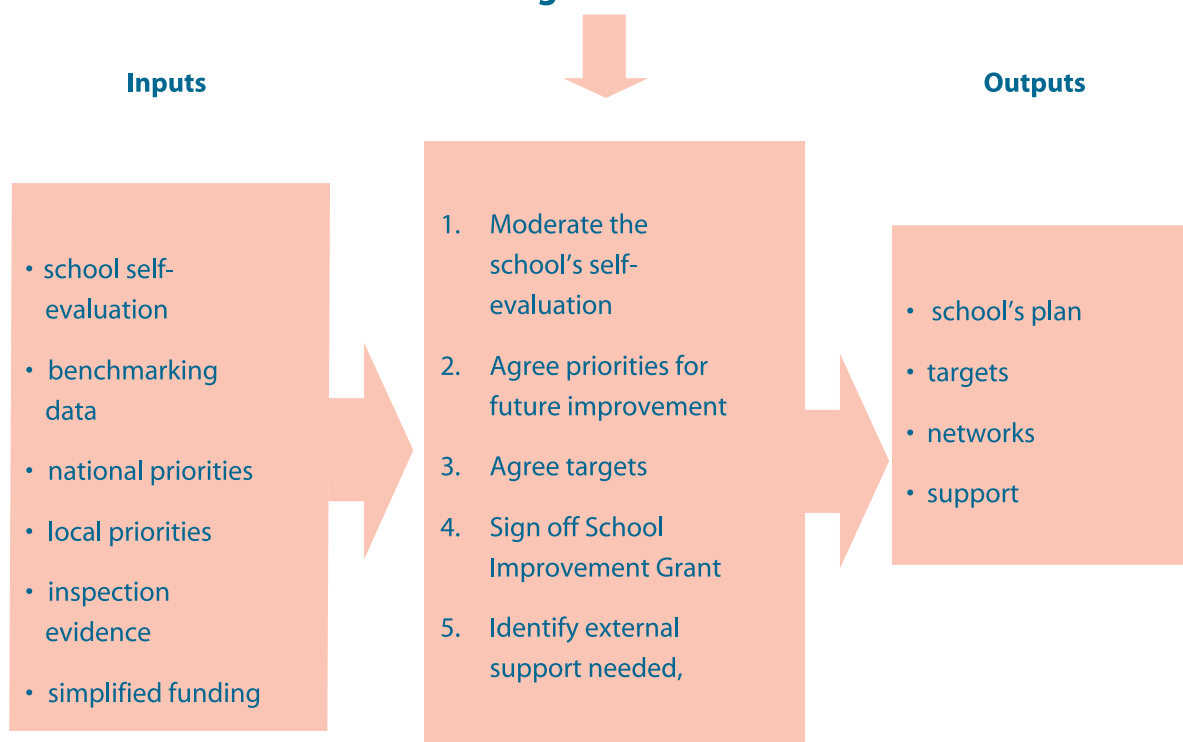 Inputs
Outputs
• school self-
evaluation
• benchmarking
data
• national priorities
• local priorities
• inspection
evidence
• simplified funding
1. Moderate the
school’s self-
evaluation
2. Agree priorities for
future improvement
3. Agree targets
4. Sign off School
Improvement Grant
5. Identify external
support needed,
• school’s plan
• targets
• networks
• support